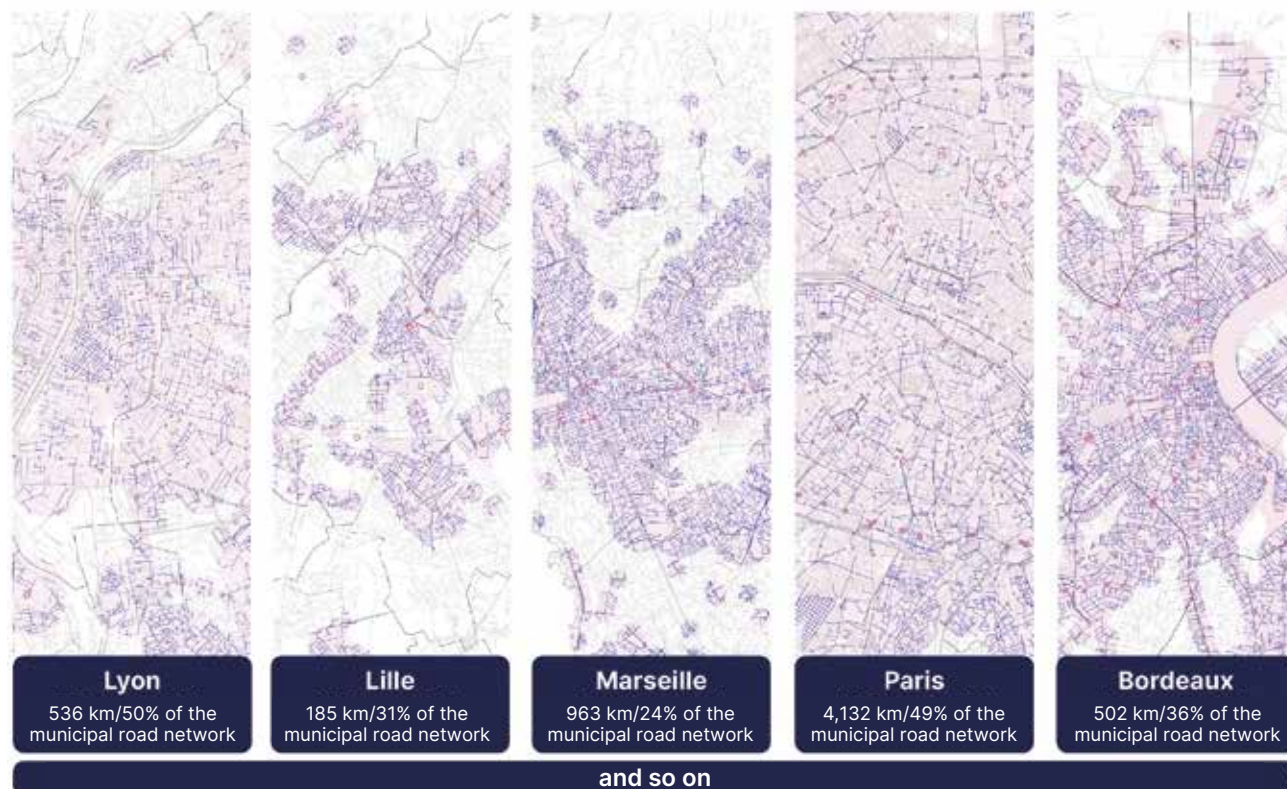 Lyon
536 km/50% of the
municipal road network
Lille
185 km/31% of the
municipal road network
Marseille
963 km/24% of the
municipal road network
Paris
4,132 km/49% of the
municipal road network
Bordeaux
502 km/36% of the
municipal road network
and so on